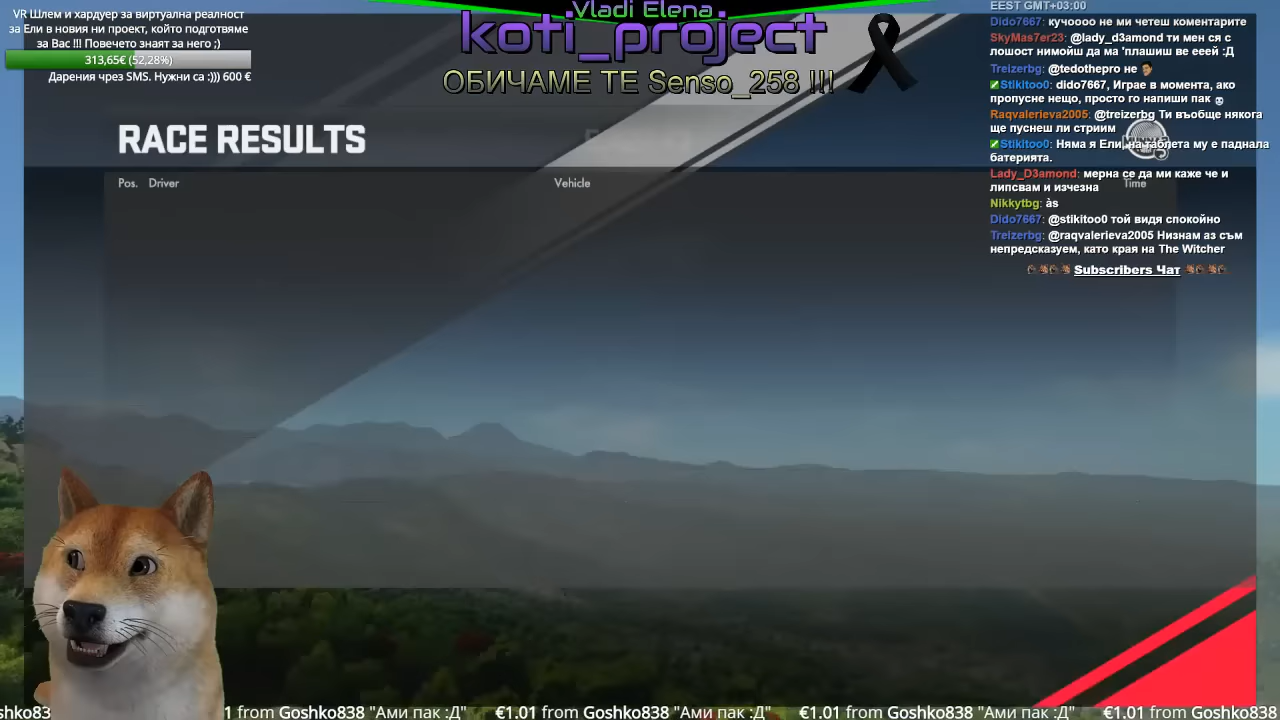 VR Шлем и хардуер за виртуална реалност
за Ели в новия ни проект, който подготвяме
за Вас !!! Повечето знаят за него ;)
313,65€ (52,28%)
Дарения чрез SMS. Нужни са :))) 600 €
Vladi Elena
koti_project
ОБИЧАМЕ ТЕ Senso_258 !!!
EEST GMT+03:00
Dido7667: кучоооо не ми четеш коментарите
SkyMas7er23: @lady_d3amond ти мен ся с
лошост нимойш да ма 'плашиш ве ееей :Д
Treizerbg: @tedothepro не
Stikitoo0: dido7667, Играе в момента, ако
пропусне нещо, просто го напиши пак
Raqvalerieva2005: @treizerbg Ти въобще някога
ще пуснеш ли стриим
Stikitoo0: Няма я Ели, на таблета му е паднала
батерията.
Lady_D3amond: мерна се да ми каже че и
липсвам и изчезна
Nikkytbg: às
Dido7667: @stikitoo0 той видя спокойно
Treizerbg: @raqvalerieva2005 Низнам аз съм
непредсказуем, като края на The Witcher
Subscribers Чат
RACE RESULTS
Pos. Driver Vehicle Time
shko83 1 from Goshko838 "Ами пак :Д" €1.01 from Goshko838 "Ами пак :Д" €1.01 from Goshko838 "Ами пак :Д" €1.01 from Goshko838